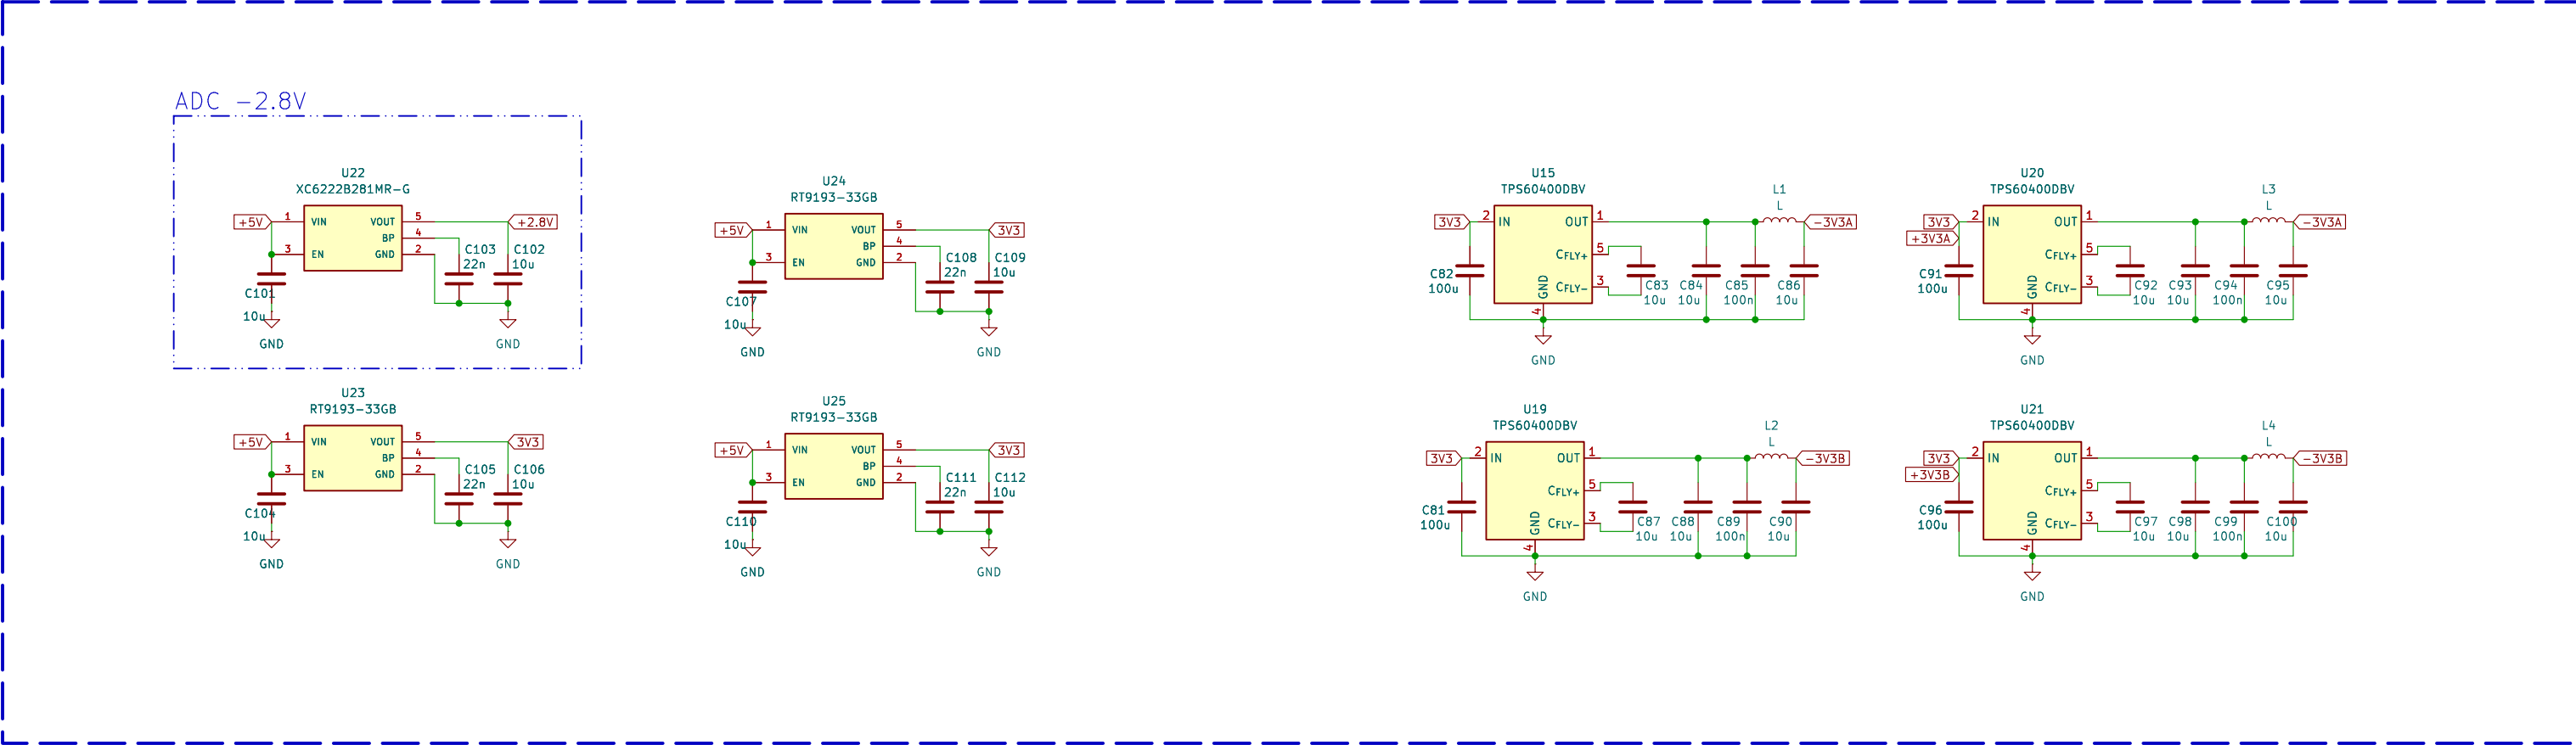 ADC -2.8V
U22
XC6222B281MR-G
+5V
1
VIN
VOUT
5
+2.8V
BP
4
3
EN
GND
2
C103
22n
C102
10u
C101
10u
GND
GND
U23
RT9193-33GB
+5V
1
VIN
VOUT
5
3V3
BP
4
3
EN
GND
2
C105
22n
C106
10u
C104
10u
GND
GND
U24
RT9193-33GB
+5V
1
VIN
VOUT
5
3V3
BP
4
3
EN
GND
2
C108
22n
C109
10u
C107
10u
GND
GND
U25
RT9193-33GB
+5V
1
VIN
VOUT
5
3V3
BP
4
3
EN
GND
2
C111
22n
C112
10u
C110
10u
GND
GND
U15
TPS60400DBV
L1
L
3V3
2
IN
OUT
1
-3V3A
5
CFLY+
3
CFLY-
GND
4
C82
100u
C83
10u
C84
10u
C85
100n
C86
10u
GND
U20
TPS60400DBV
L3
L
3V3
+3V3A
2
IN
OUT
1
-3V3A
5
CFLY+
3
CFLY-
GND
4
C91
100u
C92
10u
C93
10u
C94
100n
C95
10u
GND
U19
TPS60400DBV
L2
L
3V3
2
IN
OUT
1
-3V3B
5
CFLY+
3
CFLY-
GND
4
C81
100u
C87
10u
C88
10u
C89
100n
C90
10u
GND
U21
TPS60400DBV
L4
L
3V3
+3V3B
2
IN
OUT
1
-3V3B
5
CFLY+
3
CFLY-
GND
4
C96
100u
C97
10u
C98
10u
C99
100n
C100
10u
GND